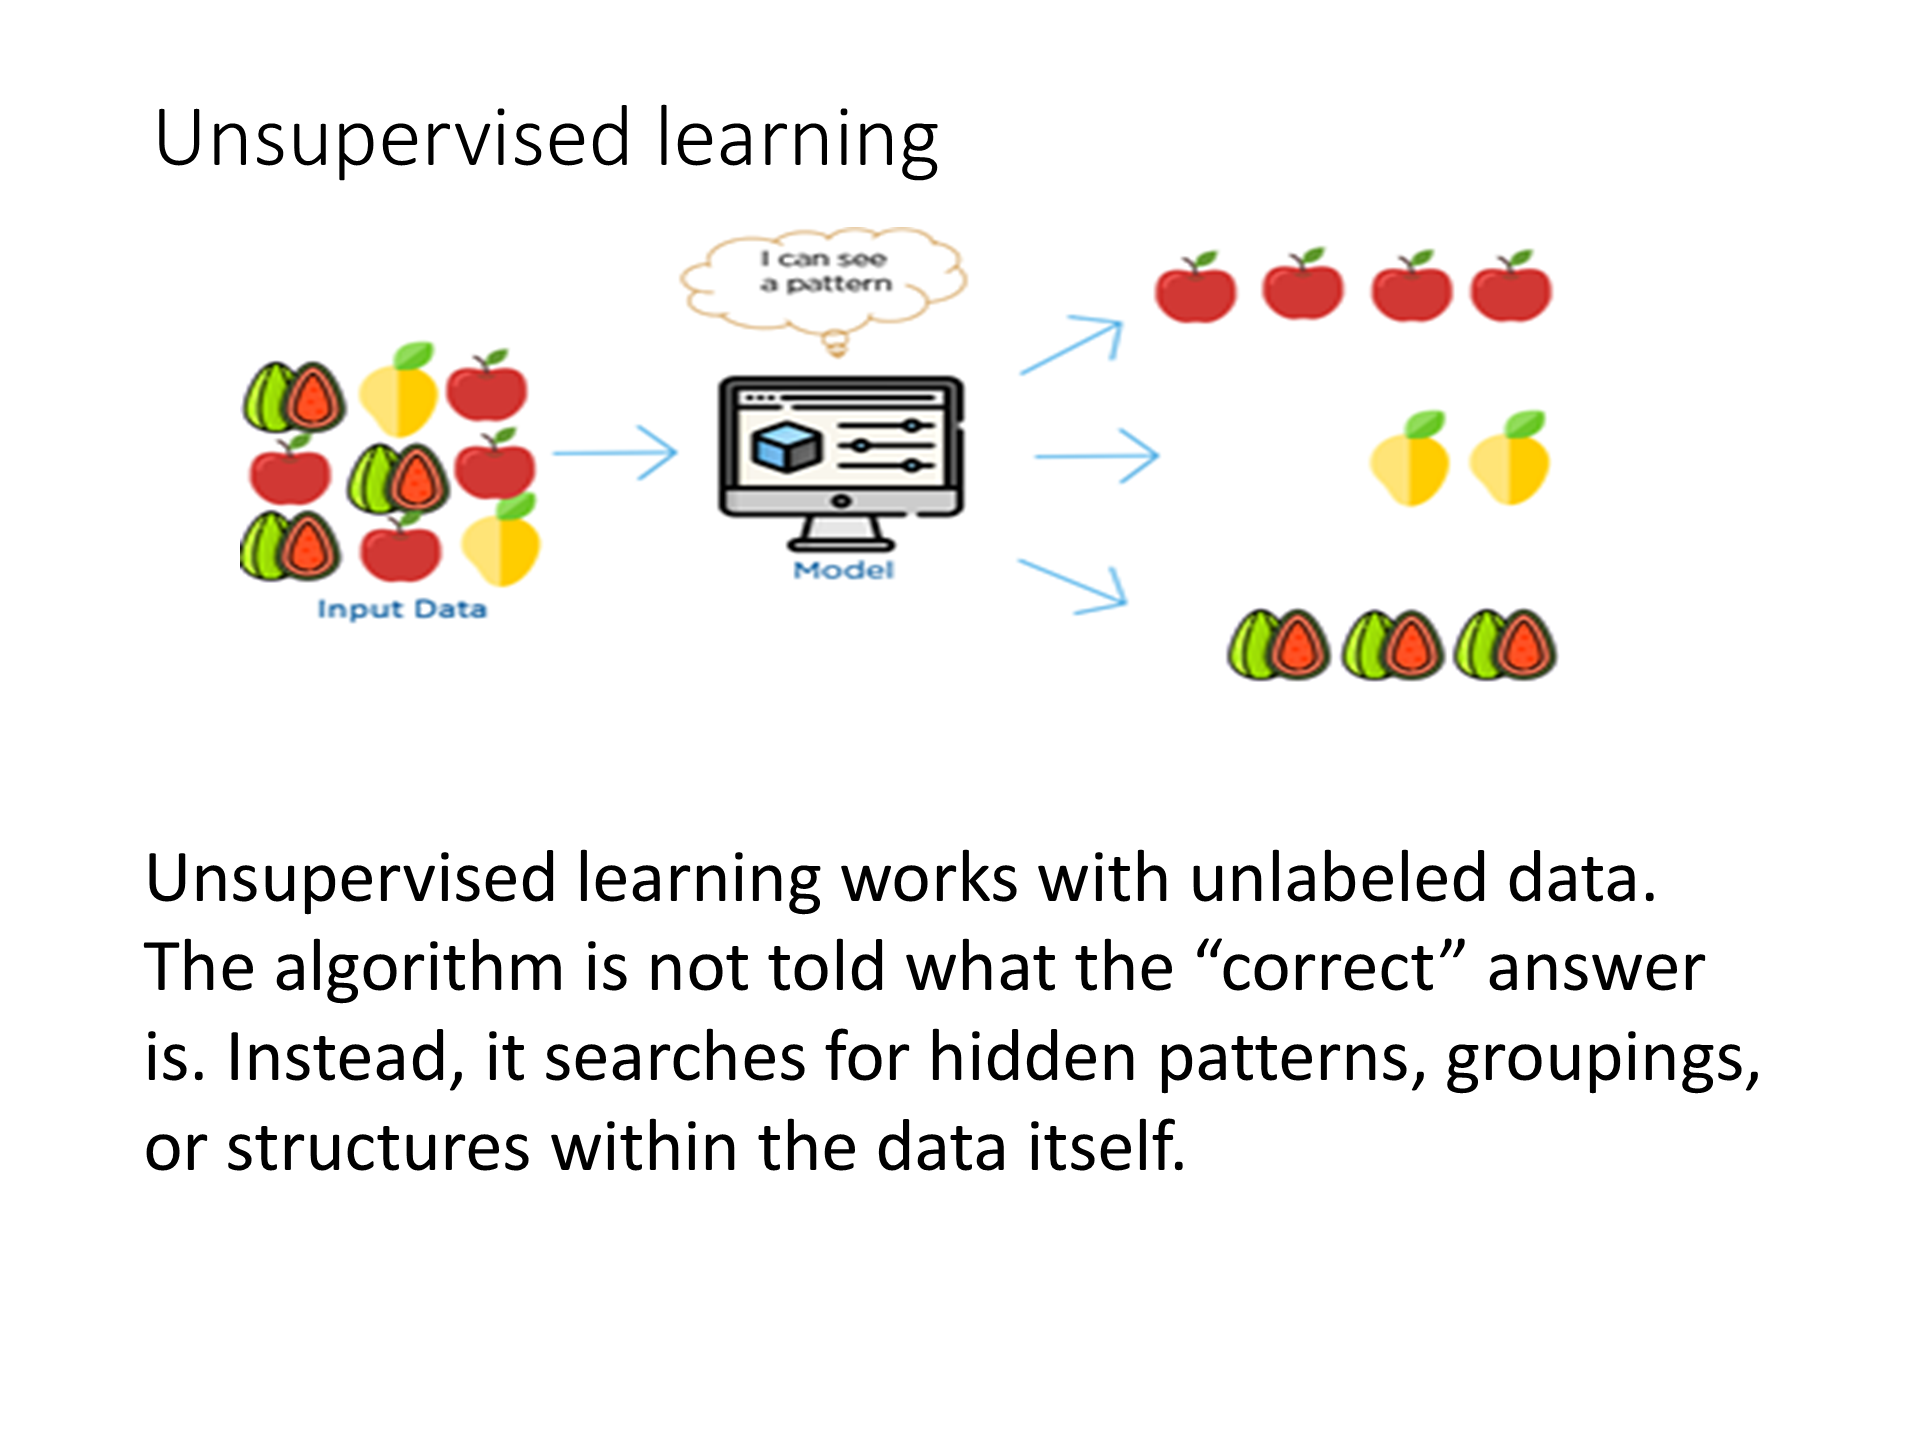 Unsupervised learning
I can see
a pattern
Model
Input Data
Unsupervised learning works with unlabeled data.
The algorithm is not told what the “correct” answer
is. Instead, it searches for hidden patterns, groupings,
or structures within the data itself.